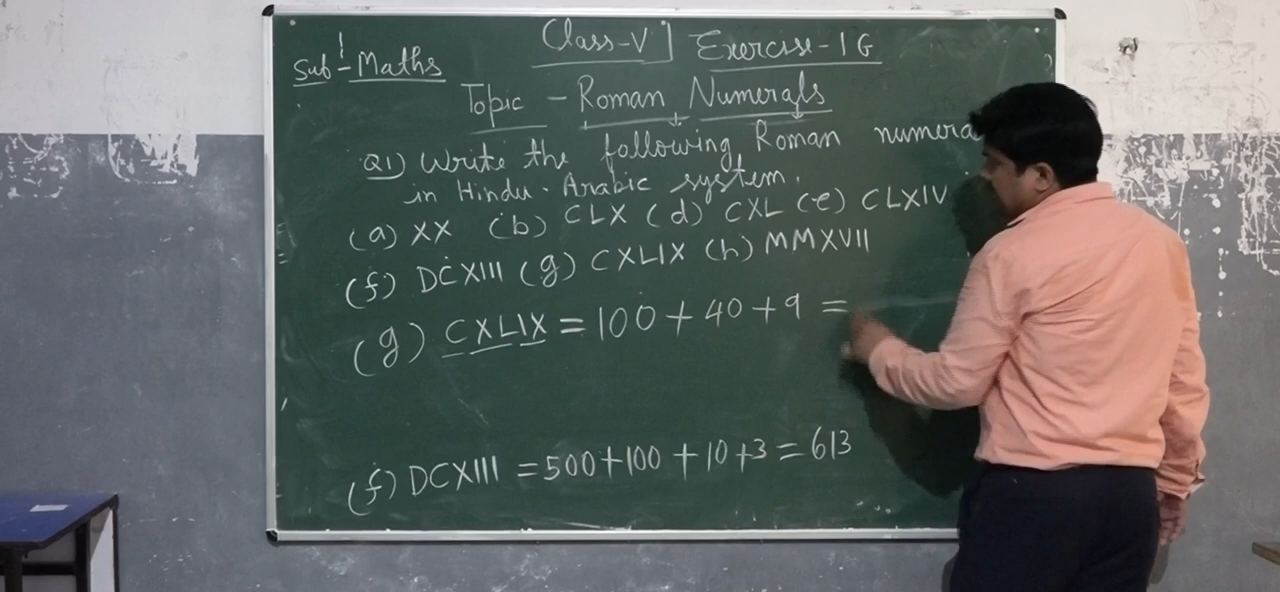 Class-V] Exercise-1G
Sub!-Maths
Topic - Roman Numerals
Q1) Write the following Roman numera
in Hindu-Arabic system.
(a) XX (b) CLX (d) CXL (e) CLXIV
(f) DCXIII (g) CXLIX (h) MMXVII
(g) CXLIX = 100 + 40 + 9 =
(f) DCXIII = 500+100 + 10 +3 = 613